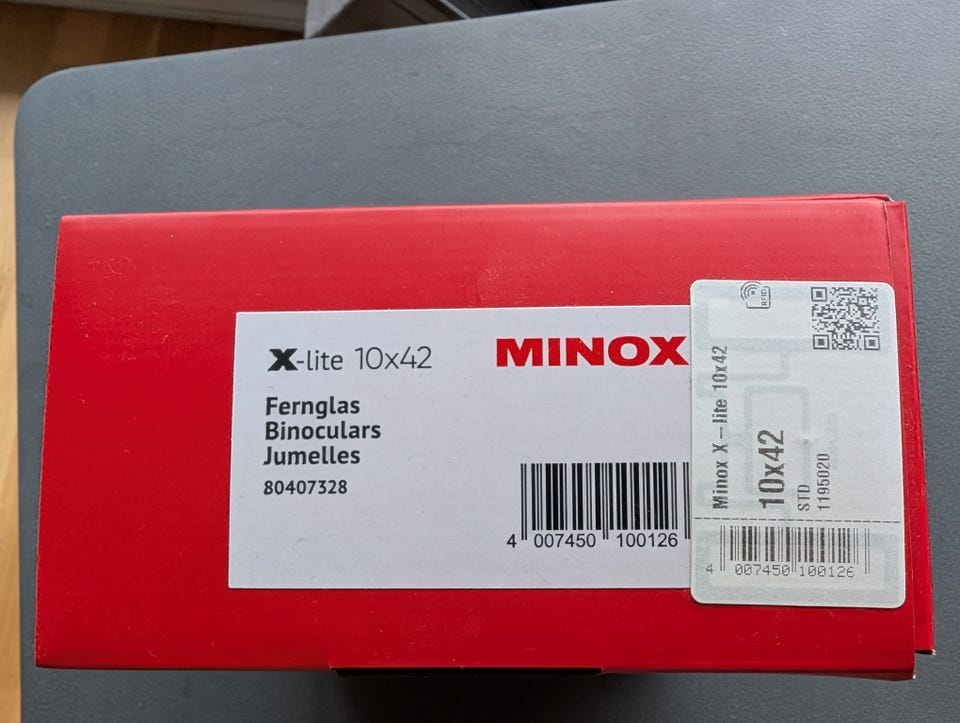 X-lite 10x42
MINOX
Fernglas
Binoculars
Jumelles
80407328
4 007450 100126
RFID
Minox X-lite 10x42
10x42
STD
1195020
4 007450 100126